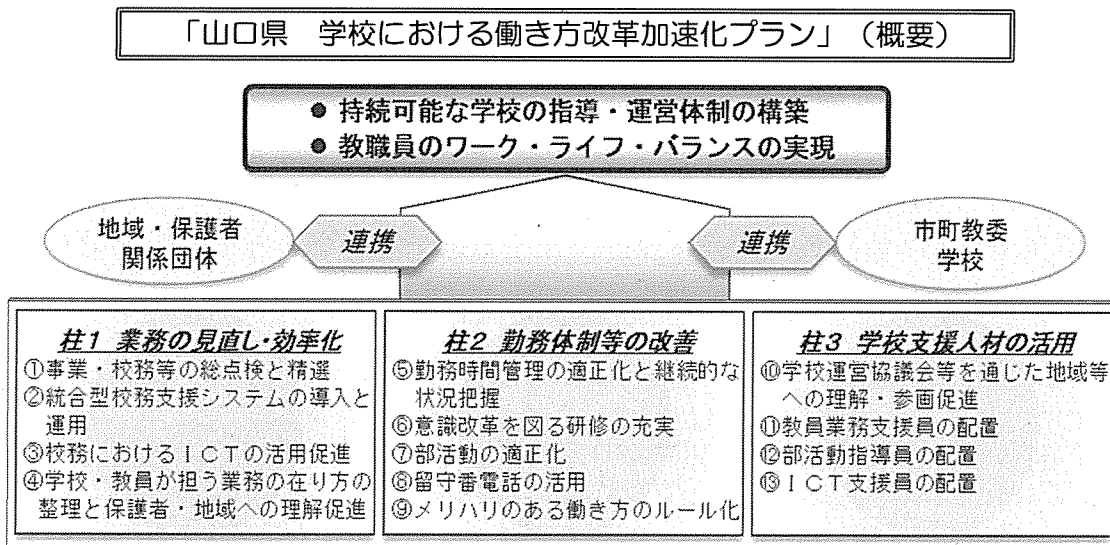 「山口県　学校における働き方改革加速化プラン」（概要）
● 持続可能な学校の指導・運営体制の構築
● 教職員のワーク・ライフ・バランスの実現
地域・保護者
関係団体
連携
連携
市町教委
学校
柱1 業務の見直し・効率化
①事業・校務等の総点検と精選
②統合型校務支援システムの導入と
運用
③校務におけるＩＣＴの活用促進
④学校・教員が担う業務の在り方の
整理と保護者・地域への理解促進
柱2 勤務体制等の改善
⑤勤務時間管理の適正化と継続的な
状況把握
⑥意識改革を図る研修の充実
⑦部活動の適正化
⑧留守番電話の活用
⑨メリハリのある働き方のルール化
柱3 学校支援人材の活用
⑩学校運営協議会等を通じた地域等
への理解・参画促進
⑪教員業務支援員の配置
⑫部活動指導員の配置
⑬ＩＣＴ支援員の配置